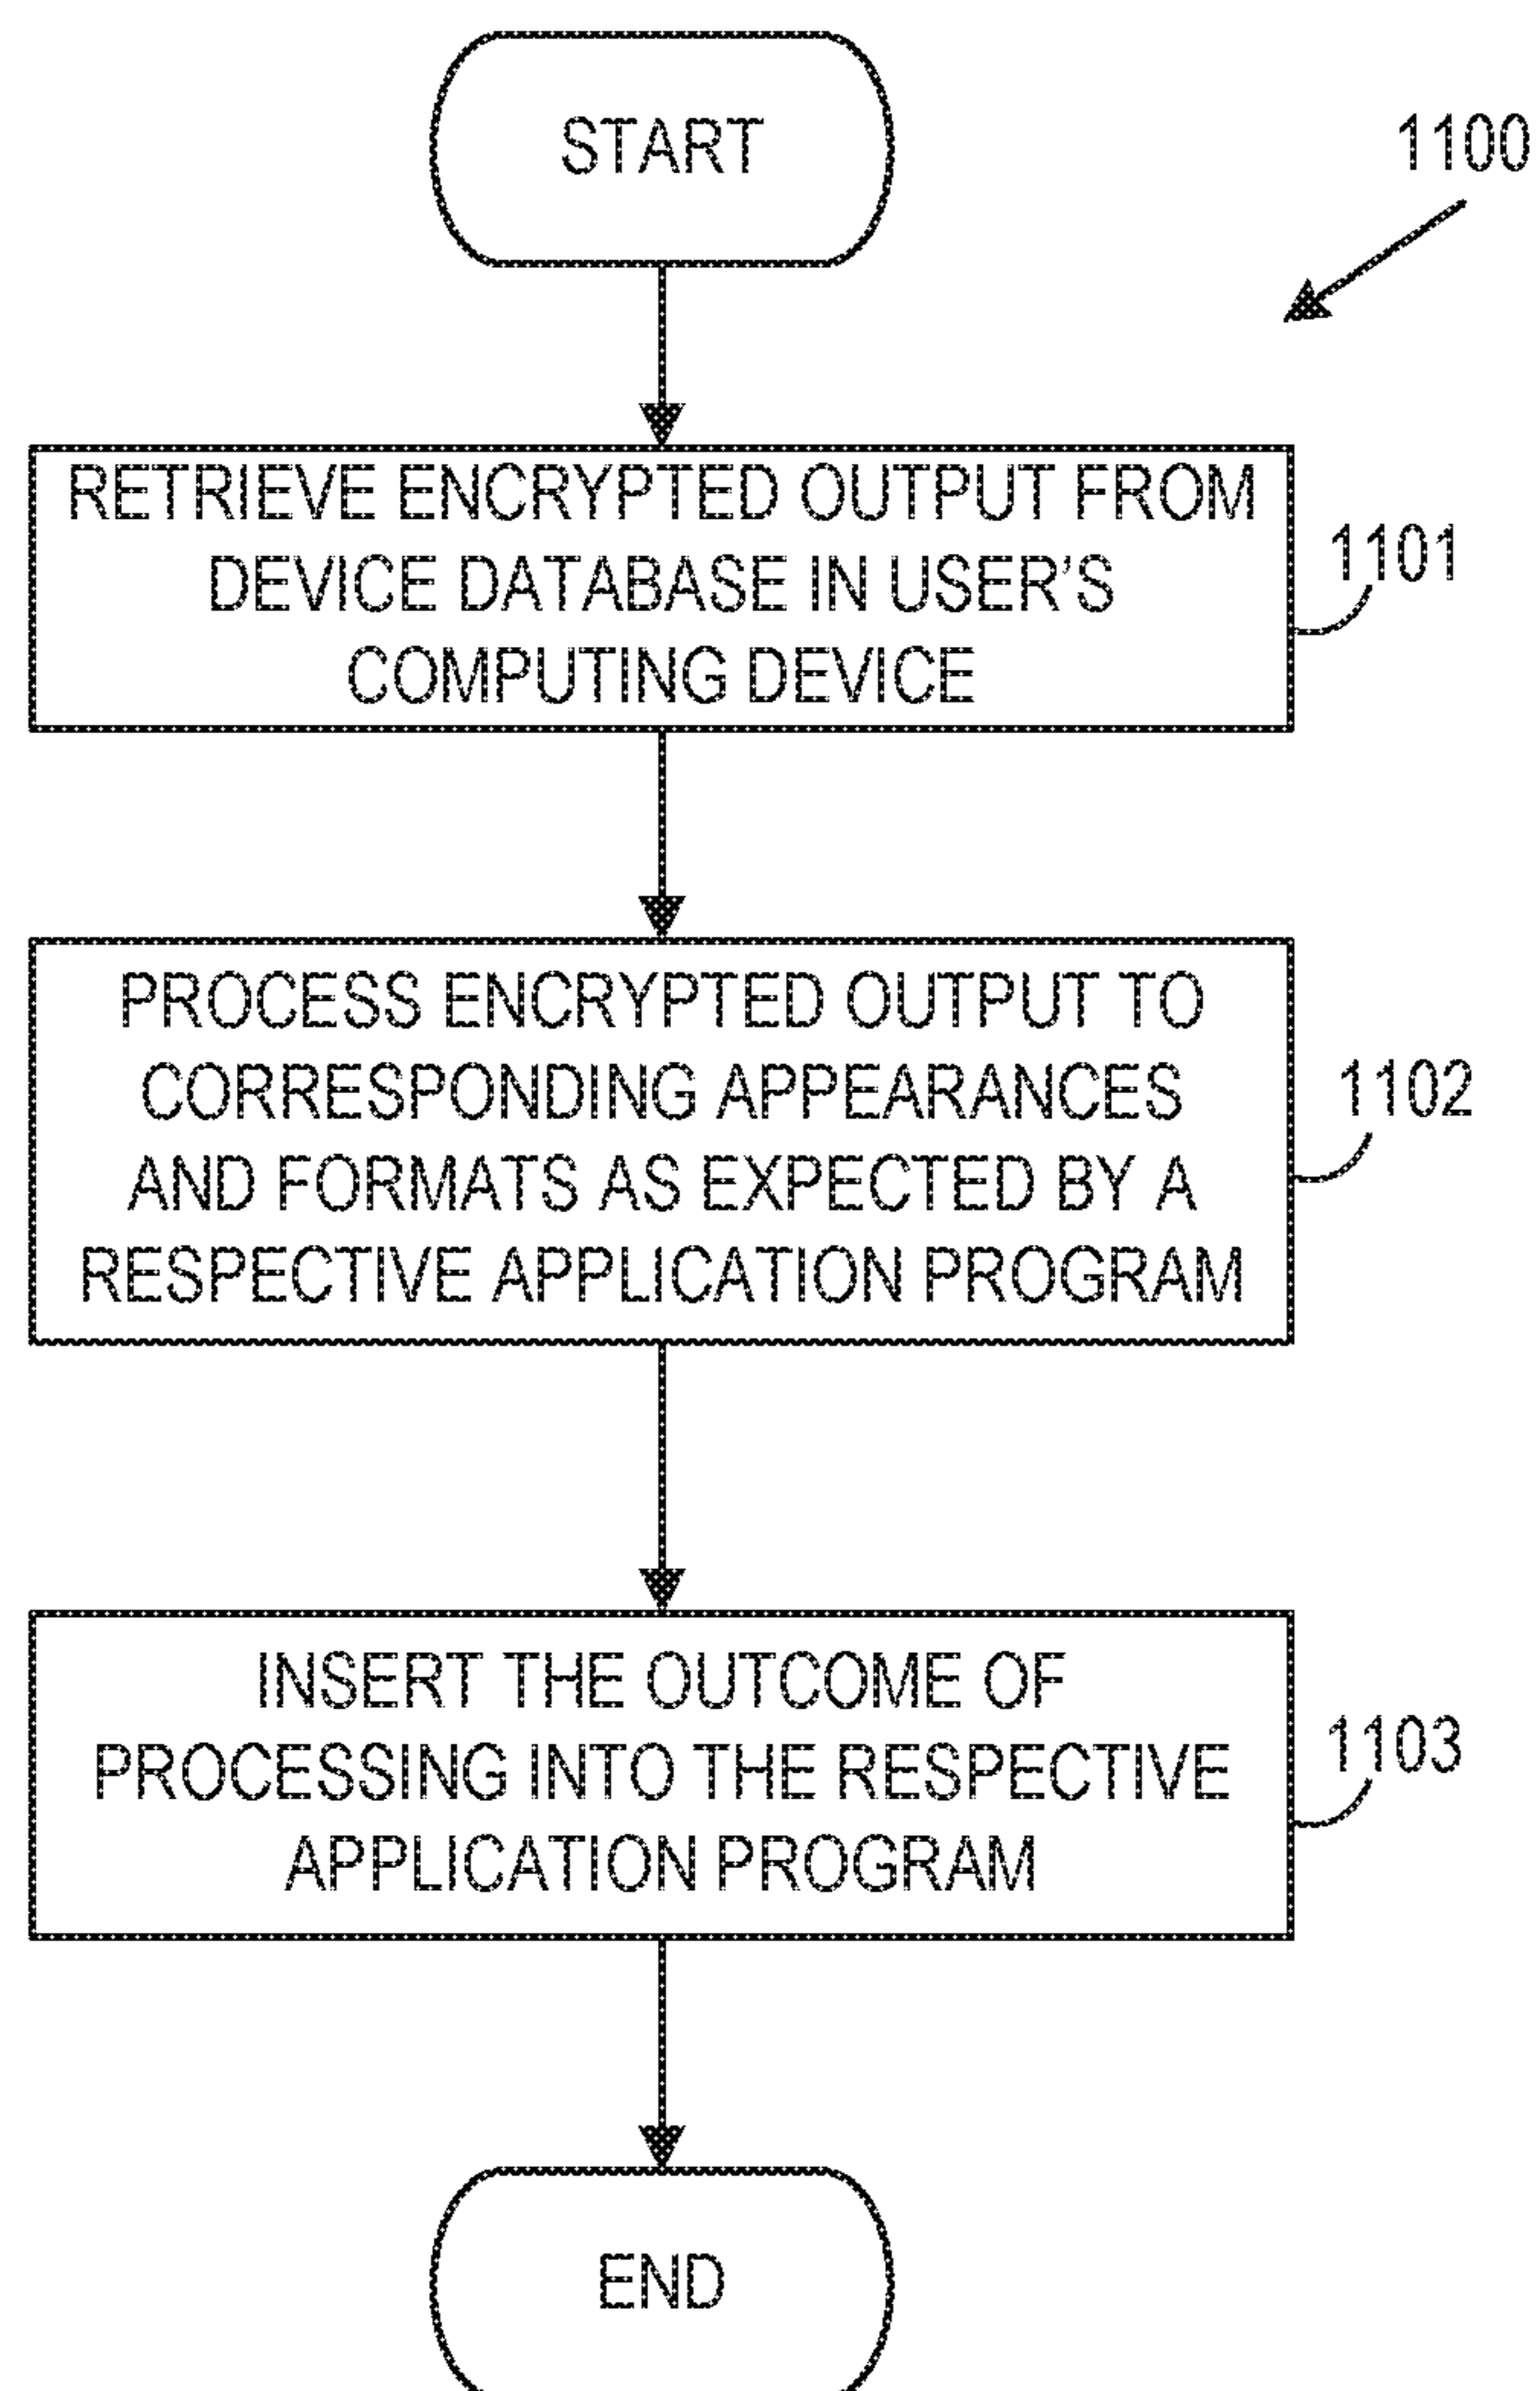 START
1100
RETRIEVE ENCRYPTED OUTPUT FROM
DEVICE DATABASE IN USER'S
COMPUTING DEVICE
1101
PROCESS ENCRYPTED OUTPUT TO
CORRESPONDING APPEARANCES
AND FORMATS AS EXPECTED BY A
RESPECTIVE APPLICATION PROGRAM
1102
INSERT THE OUTCOME OF
PROCESSING INTO THE RESPECTIVE
APPLICATION PROGRAM
1103
END